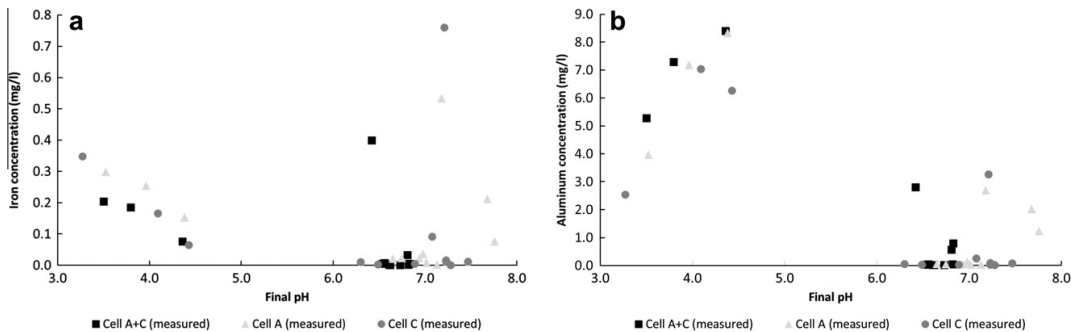 a
Iron concentration (mg/l)
0.8
0.7
0.6
0.5
0.4
0.3
0.2
0.1
0.0
3.0 4.0 5.0 6.0 7.0 8.0
Final pH
Cell A+C (measured) Cell A (measured) Cell C (measured)
b
Aluminum concentration (mg/l)
9.0
8.0
7.0
6.0
5.0
4.0
3.0
2.0
1.0
0.0
3.0 4.0 5.0 6.0 7.0 8.0
Final pH
Cell A+C (measured) Cell A (measured) Cell C (measured)